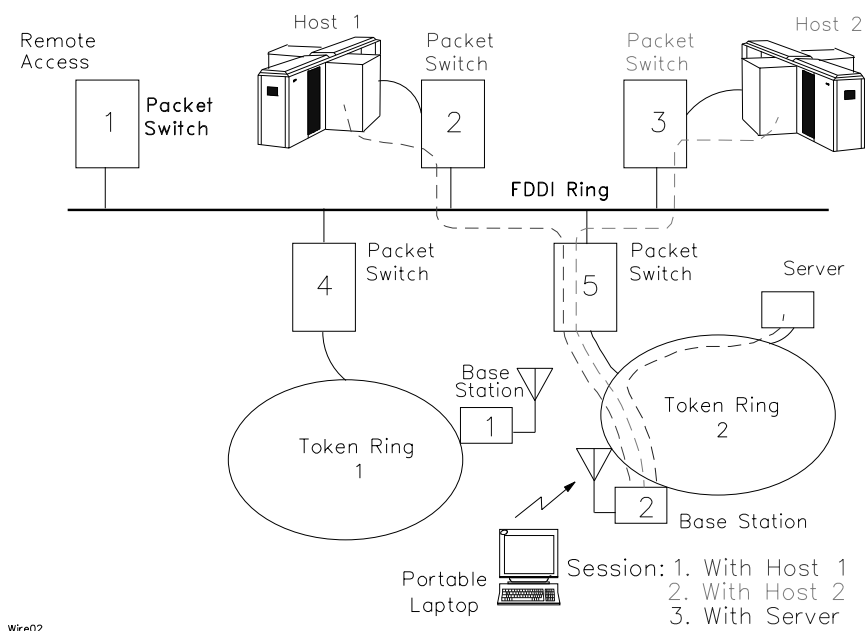 Host 1
Host 2
Remote
Access
Packet
Switch
Packet
Switch
1
Packet
Switch
2
3
FDDI Ring
4
Packet
Switch
5
Packet
Switch
Server
Base
Station
1
Token Ring
1
Token Ring
2
2
Base Station
Portable
Laptop
Session: 1. With Host 1
2. With Host 2
3. With Server
Wire02